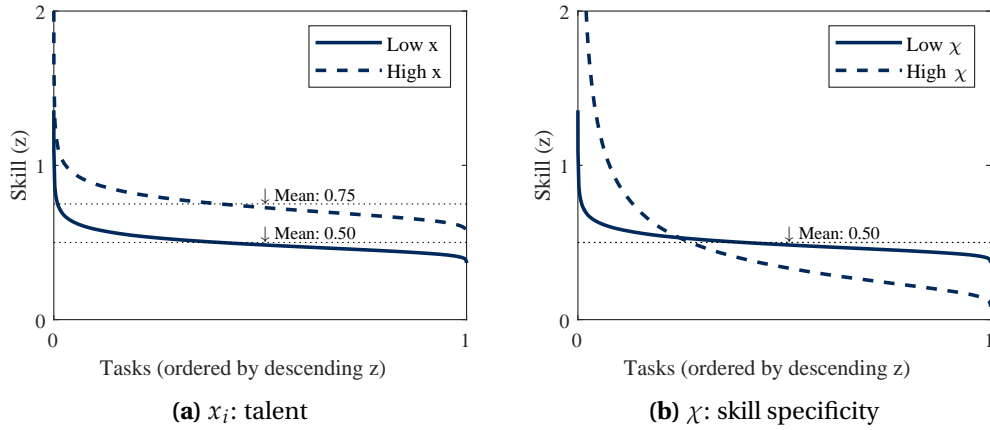 2
Low x
High x
Skill (z)
1
↓ Mean: 0.75
↓ Mean: 0.50
0
0
1
Tasks (ordered by descending z)
(a) xᵢ: talent
2
Low χ
High χ
Skill (z)
1
↓ Mean: 0.50
0
0
1
Tasks (ordered by descending z)
(b) χ: skill specificity